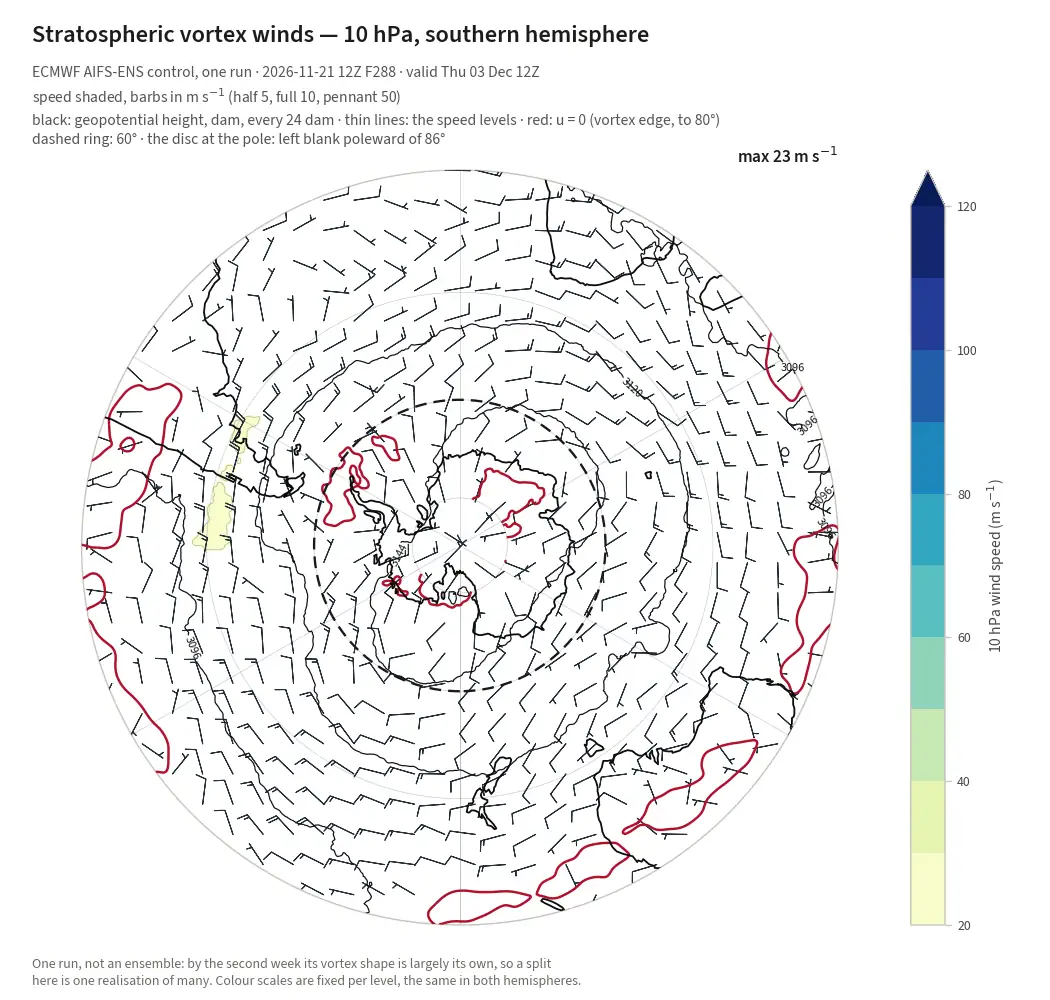 Stratospheric vortex winds — 10 hPa, southern hemisphere
ECMWF AIFS-ENS control, one run · 2026-11-21 12Z F288 · valid Thu 03 Dec 12Z
speed shaded, barbs in m s⁻¹ (half 5, full 10, pennant 50)
black: geopotential height, dam, every 24 dam · thin lines: the speed levels · red: u = 0 (vortex edge, to 80°)
dashed ring: 60° · the disc at the pole: left blank poleward of 86°
max 23 m s⁻¹
120
100
80
60
40
20
10 hPa wind speed (m s⁻¹)
3096
3120
3096
3096
3144
3096
One run, not an ensemble: by the second week its vortex shape is largely its own, so a split
here is one realisation of many. Colour scales are fixed per level, the same in both hemispheres.